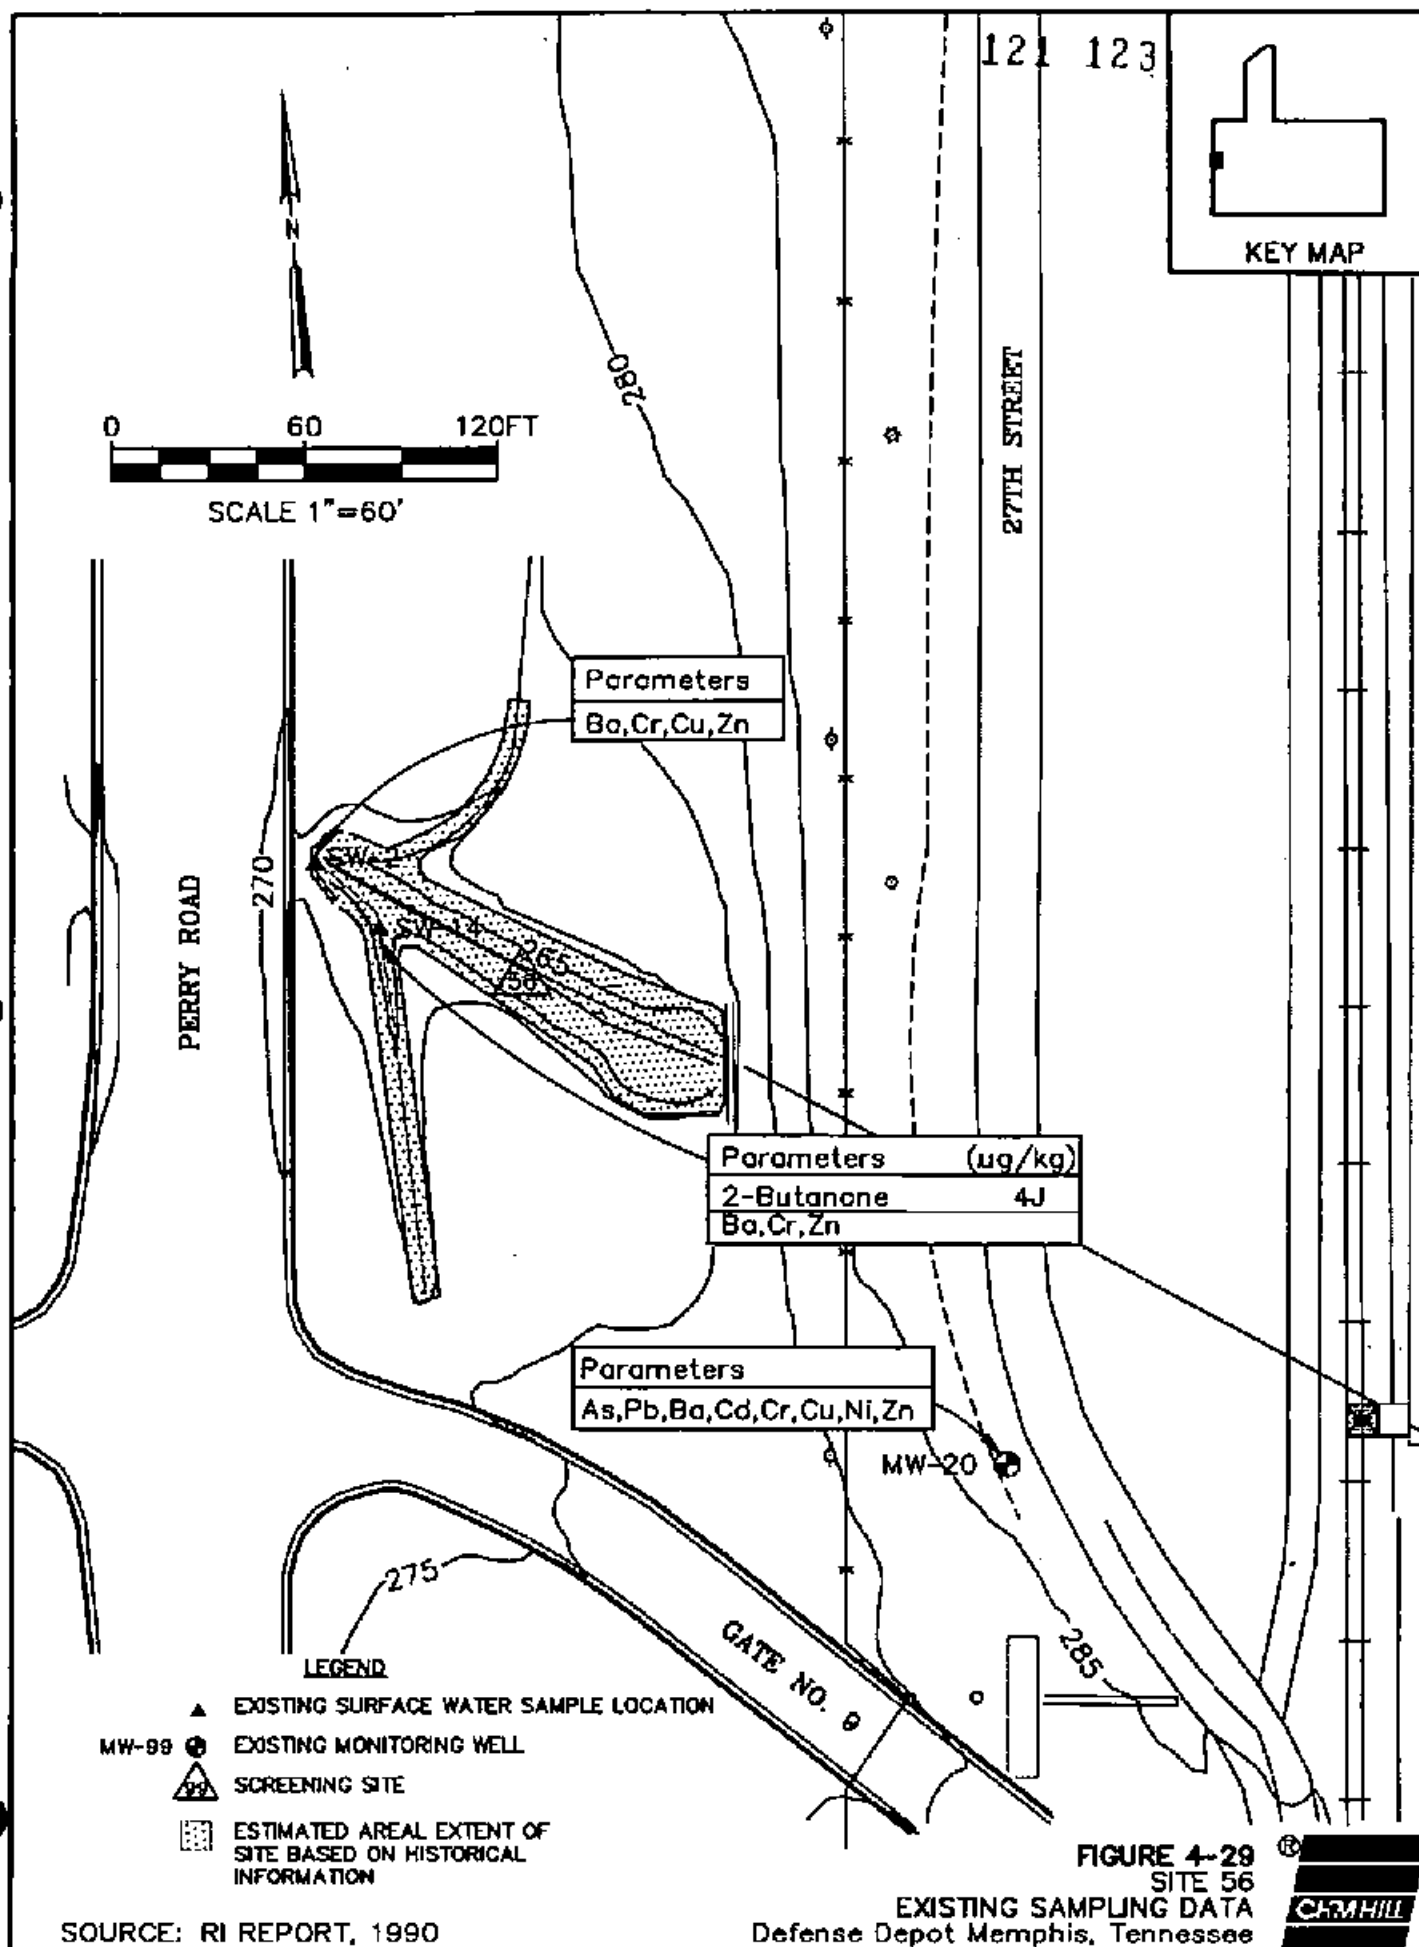 121 123
KEY MAP
N
0 60 120FT
SCALE 1"=60'
280
27TH STREET
Parameters
Ba,Cr,Cu,Zn
270
PERRY ROAD
SW-14
265
56
Parameters (ug/kg)
2-Butanone 4J
Ba,Cr,Zn
Parameters
As,Pb,Ba,Cd,Cr,Cu,Ni,Zn
MW-20
275
GATE NO. 9
285
LEGEND
EXISTING SURFACE WATER SAMPLE LOCATION
MW-99 EXISTING MONITORING WELL
99 SCREENING SITE
ESTIMATED AREAL EXTENT OF
SITE BASED ON HISTORICAL
INFORMATION
FIGURE 4-29 ®
SITE 56
EXISTING SAMPLING DATA
Defense Depot Memphis, Tennessee
CH2M HILL
SOURCE: RI REPORT, 1990